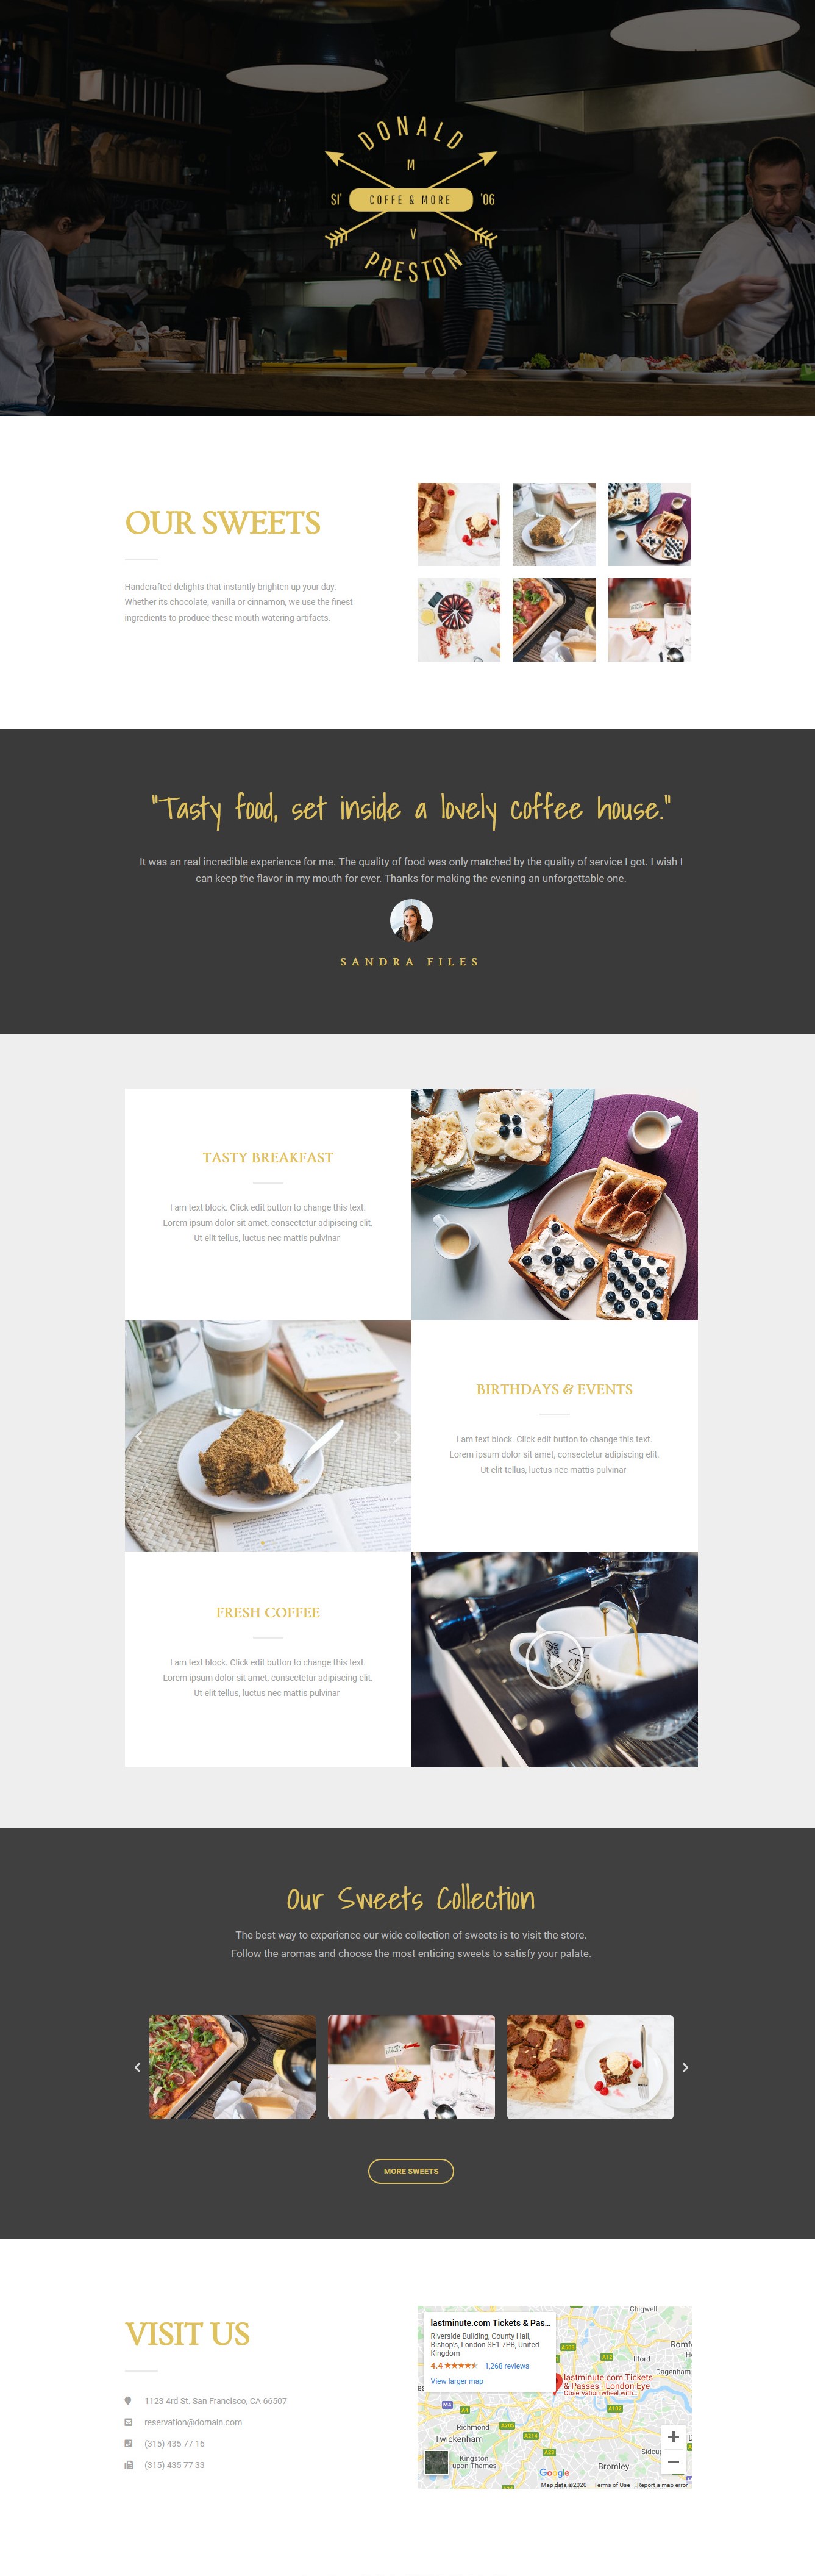 DONALD
M
SI' COFFE & MORE '06
V
PRESTON
OUR SWEETS
Handcrafted delights that instantly brighten up your day.
Whether its chocolate, vanilla or cinnamon, we use the finest
ingredients to produce these mouth watering artifacts.
"Tasty food, set inside a lovely coffee house."
It was an real incredible experience for me. The quality of food was only matched by the quality of service I got. I wish I
can keep the flavor in my mouth for ever. Thanks for making the evening an unforgettable one.
SANDRA FILES
TASTY BREAKFAST
I am text block. Click edit button to change this text.
Lorem ipsum dolor sit amet, consectetur adipiscing elit.
Ut elit tellus, luctus nec mattis pulvinar
BIRTHDAYS & EVENTS
I am text block. Click edit button to change this text.
Lorem ipsum dolor sit amet, consectetur adipiscing elit.
Ut elit tellus, luctus nec mattis pulvinar
FRESH COFFEE
I am text block. Click edit button to change this text.
Lorem ipsum dolor sit amet, consectetur adipiscing elit.
Ut elit tellus, luctus nec mattis pulvinar
Our Sweets Collection
The best way to experience our wide collection of sweets is to visit the store.
Follow the aromas and choose the most enticing sweets to satisfy your palate.
MORE SWEETS
VISIT US
1123 4rd St. San Francisco, CA 66507
reservation@domain.com
(315) 435 77 16
(315) 435 77 33
Chigwell
lastminute.com Tickets & Pas...
Riverside Building, County Hall,
Bishop's, London SE1 7PB, United
Kingdom
4.4 1,268 reviews
View larger map
Romf
A503
A12
Ilford
Dagenham
lastminute.com Tickets
& Passes - London Eye
Observation wheel with...
M4
A4
A102
Richmond
A205
Twickenham
A214
A22
Sidcup
Kingston
upon Thames
Bromley
Google
Map data ©2020 Terms of Use Report a map error